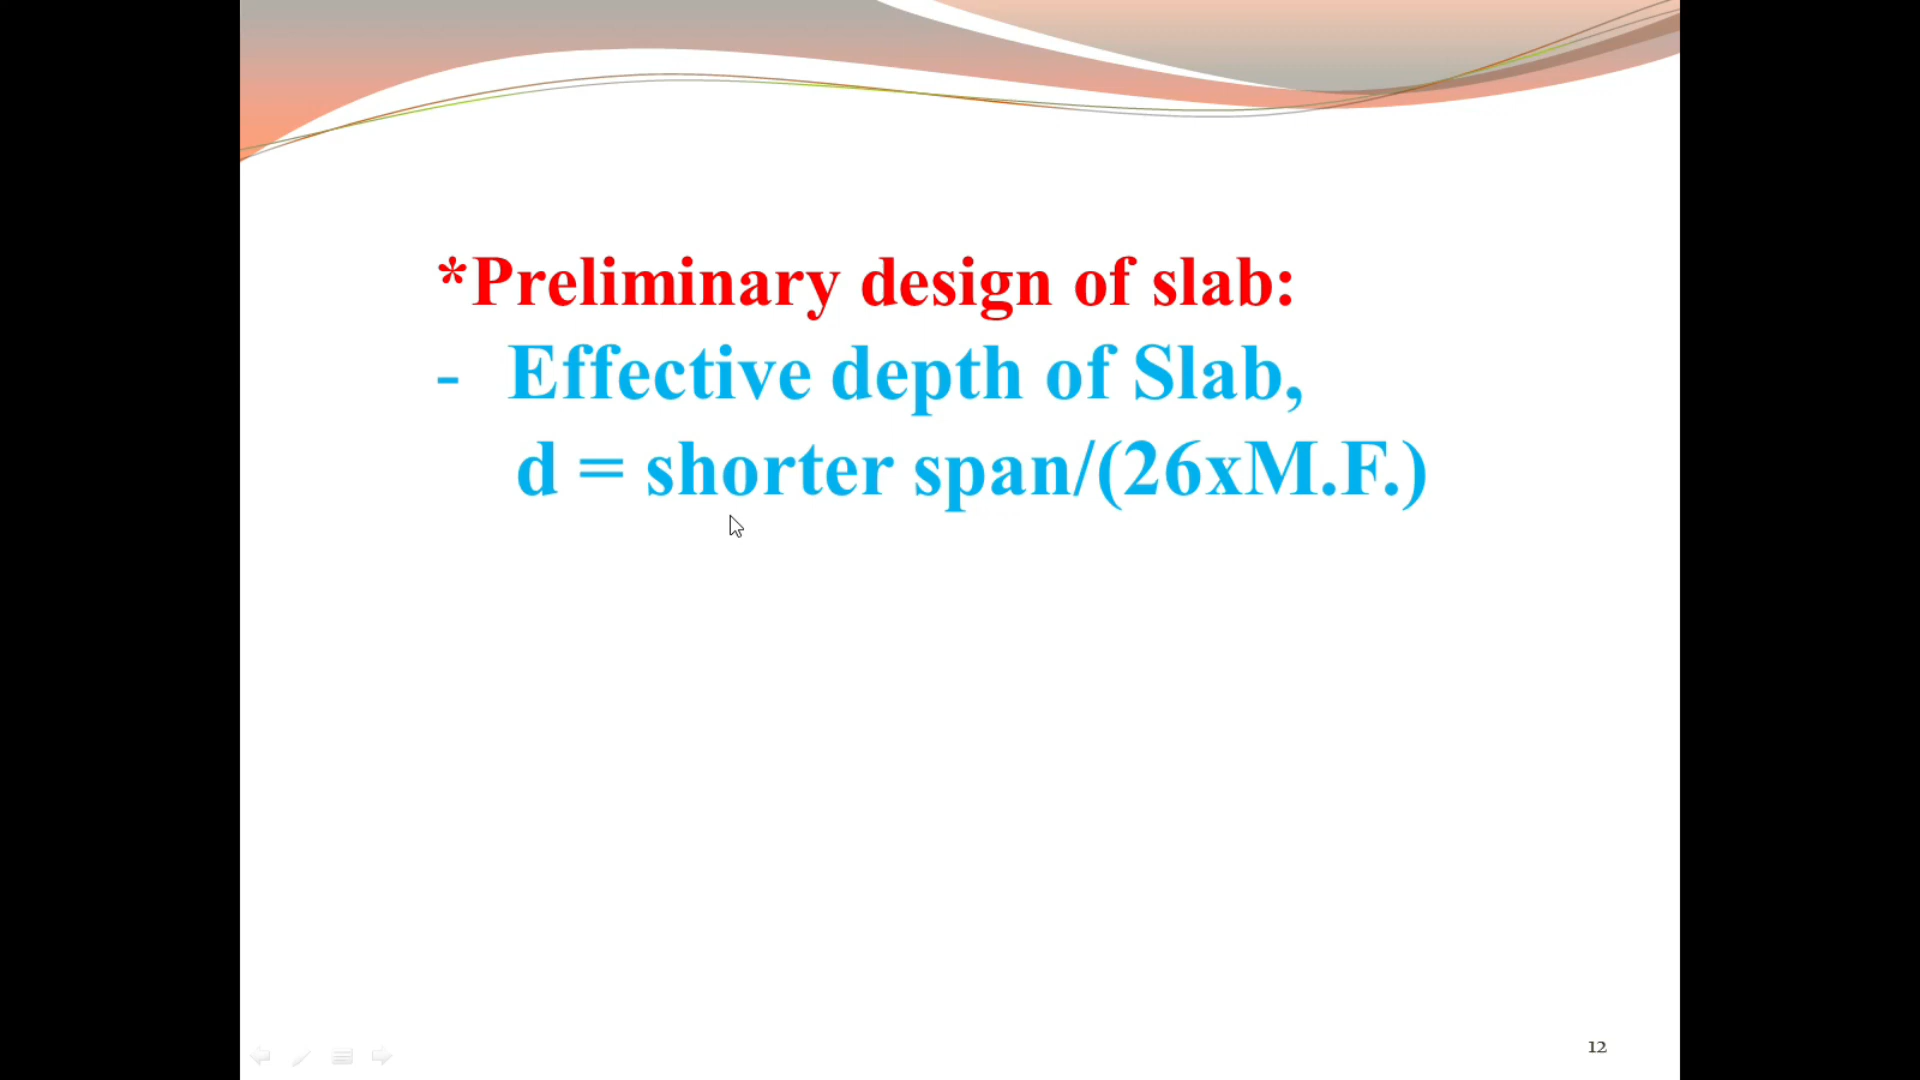 *Preliminary design of slab:
- Effective depth of Slab,
d = shorter span/(26xM.F.)
12